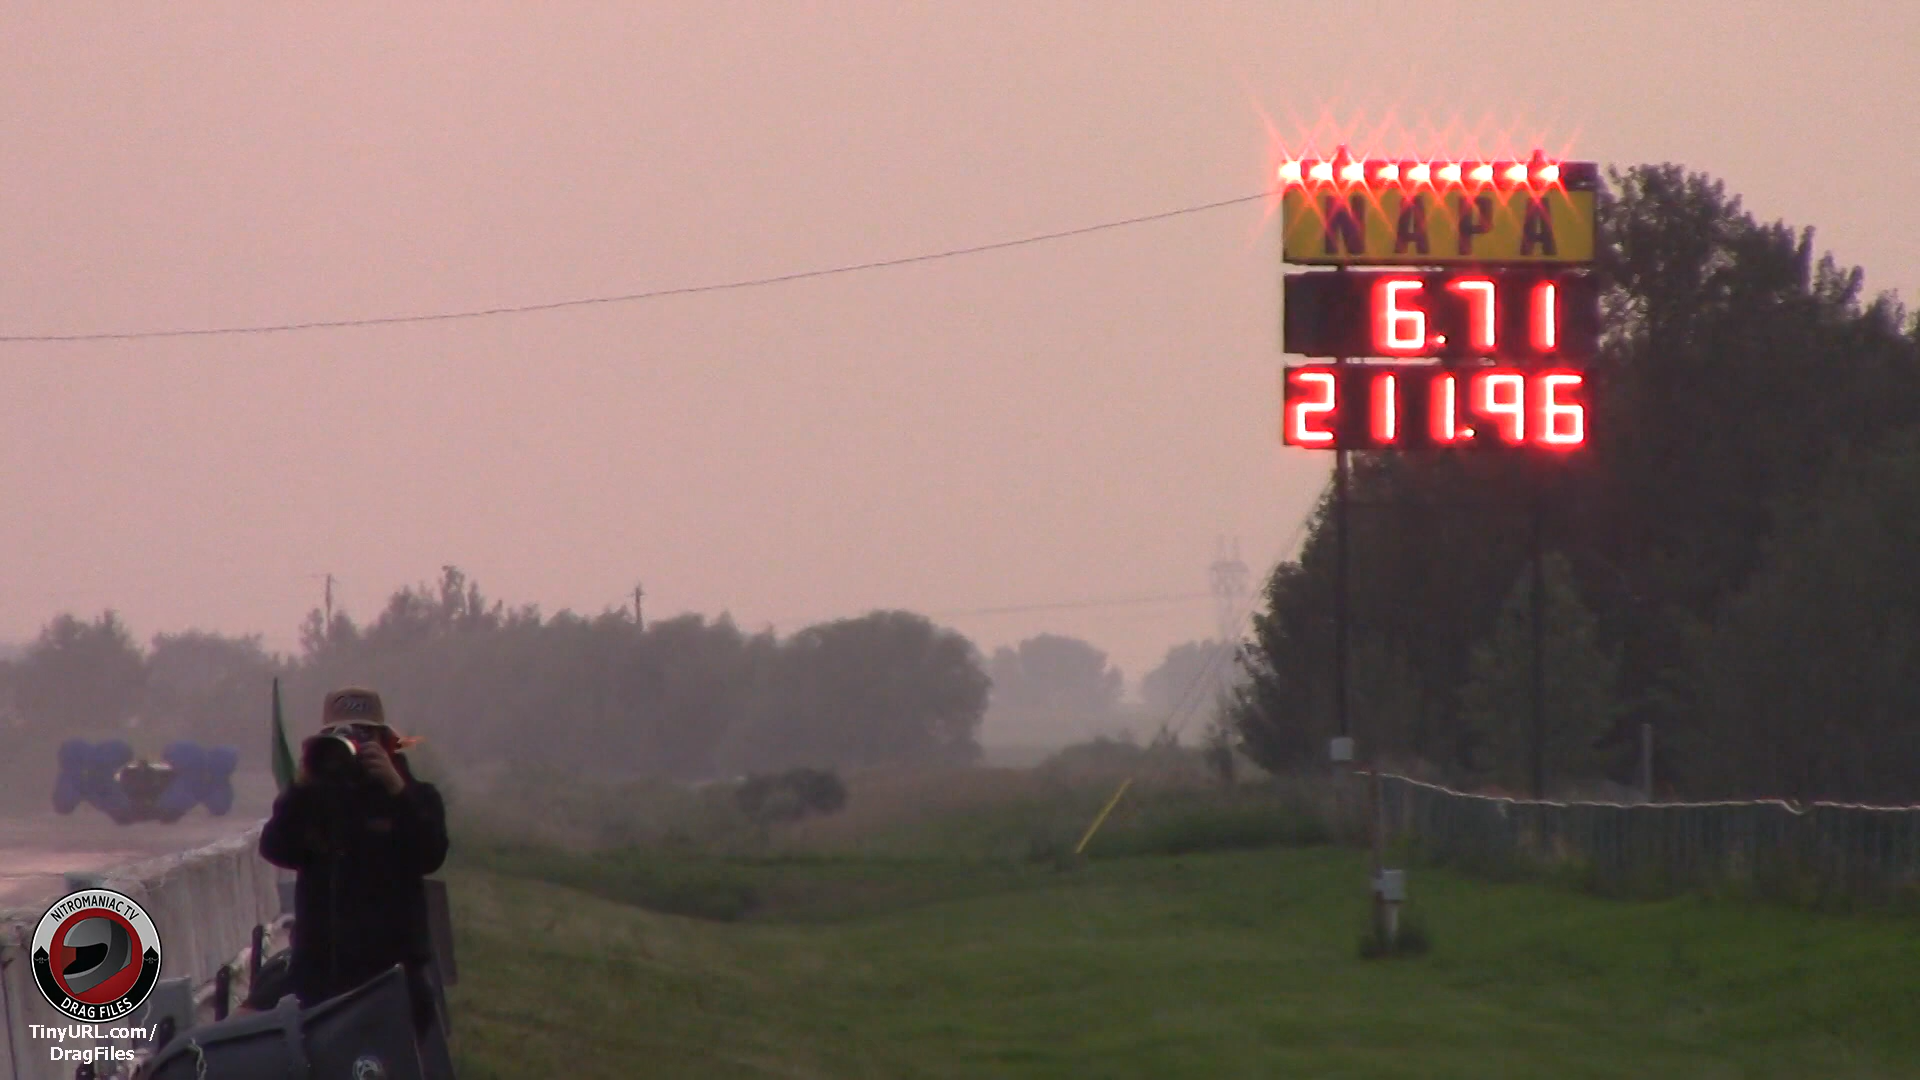 NAPA
6.71
211.96
NITROMANIAC TV
DRAG FILES
TinyURL.com/
DragFiles